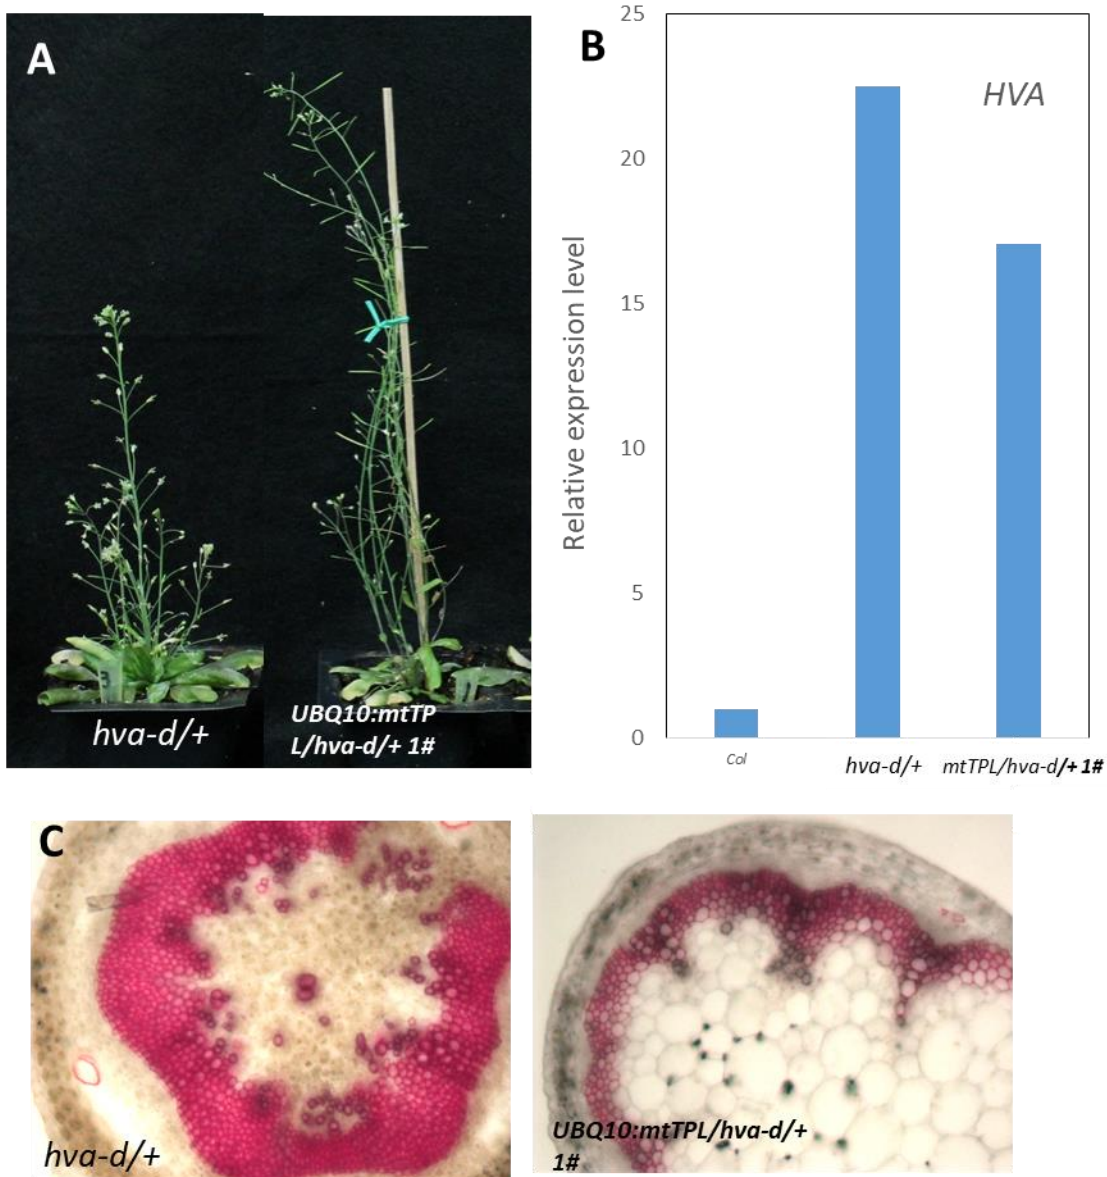 A
hva-d/+
UBQ10:mtTP
L/hva-d/+ 1#
3
B
HVA
25
20
15
10
5
0
Relative expression level
Col
hva-d/+
mtTPL/hva-d/+ 1#
C
hva-d/+
UBQ10:mtTPL/hva-d/+
1#